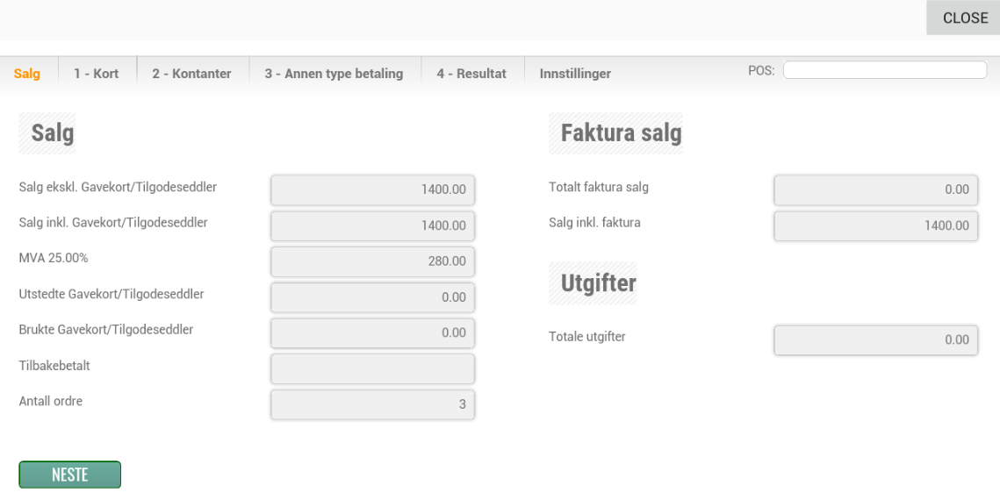 CLOSE
Salg 1 - Kort 2 - Kontanter 3 - Annen type betaling 4 - Resultat Innstillinger POS:
Salg
Salg ekskl. Gavekort/Tilgodeseddler 1400.00
Salg inkl. Gavekort/Tilgodeseddler 1400.00
MVA 25.00% 280.00
Utstedte Gavekort/Tilgodeseddler 0.00
Brukte Gavekort/Tilgodeseddler 0.00
Tilbakebetalt
Antall ordre 3
Faktura salg
Totalt faktura salg 0.00
Salg inkl. faktura 1400.00
Utgifter
Totale utgifter 0.00
NESTE